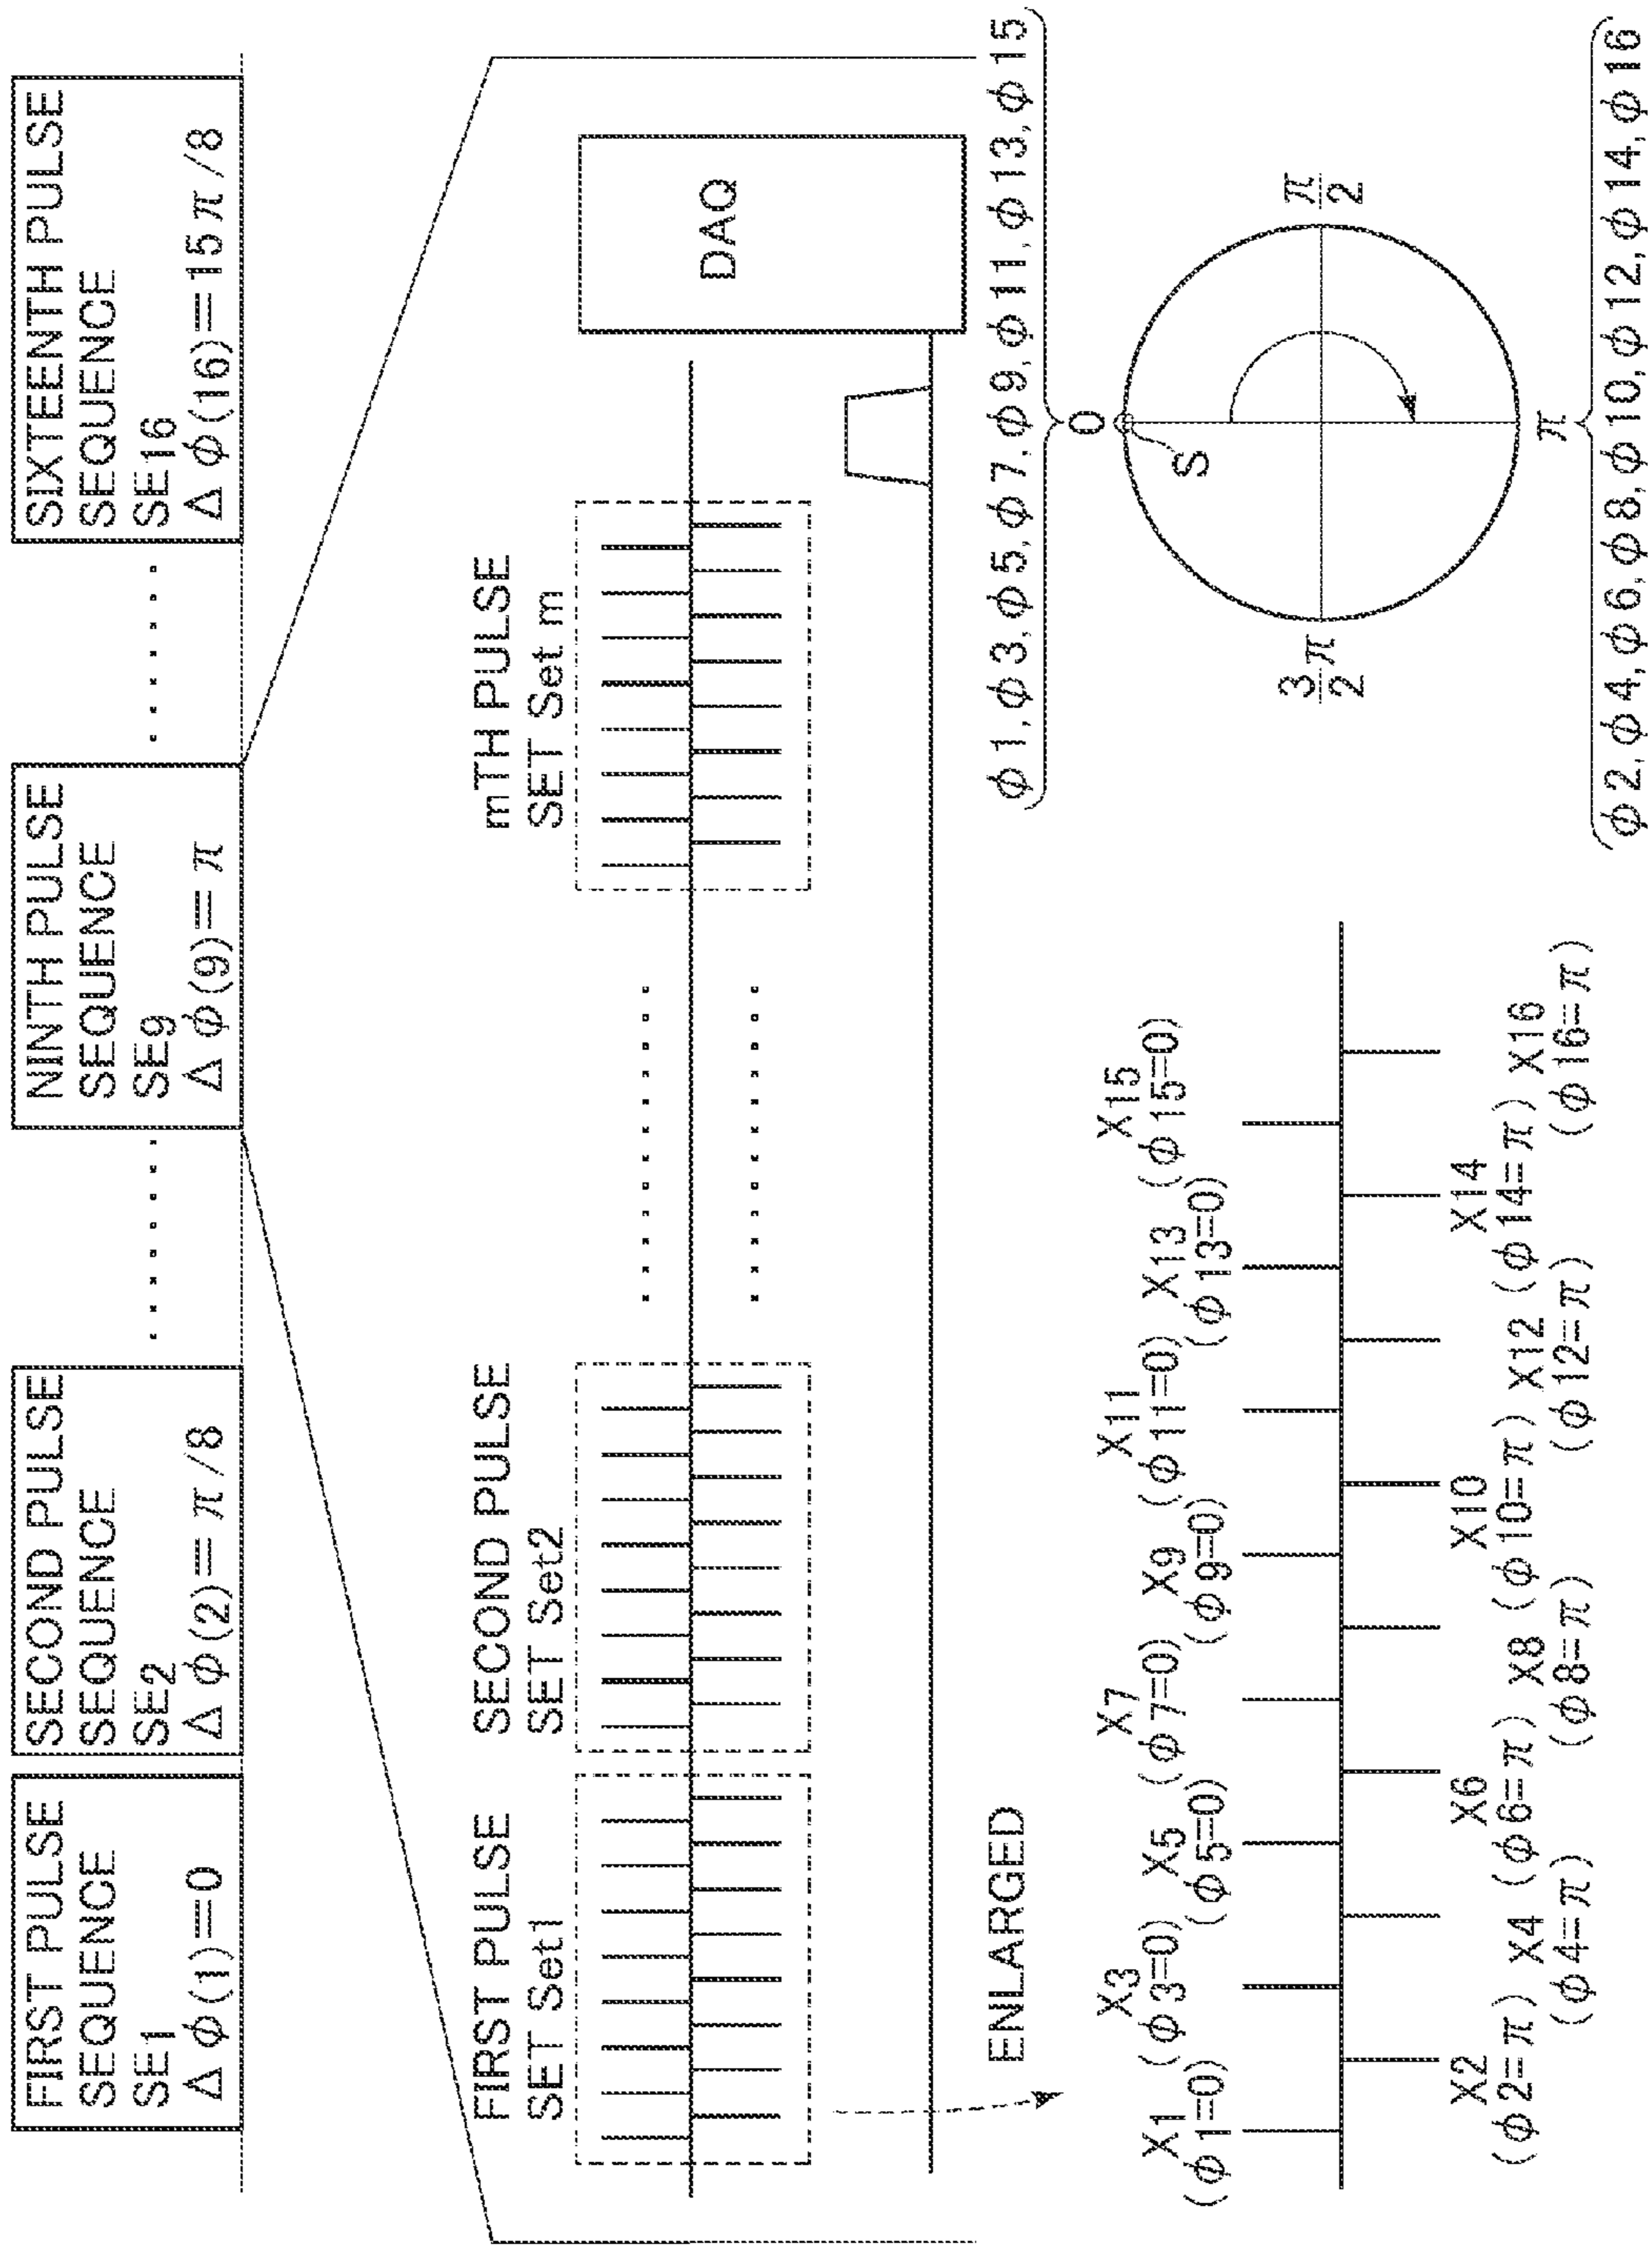 FIRST PULSE
SEQUENCE
SE1
Δφ(1)=0
SECOND PULSE
SEQUENCE
SE2
Δφ(2)=π/8
NINTH PULSE
SEQUENCE
SE9
Δφ(9)=π
SIXTEENTH PULSE
SEQUENCE
SE16
Δφ(16)=15π/8
FIRST PULSE
SET Set1
SECOND PULSE
SET Set2
mTH PULSE
SET Set m
DAQ
ENLARGED
X1
(φ1=0)
X3
(φ3=0)
X5
(φ5=0)
X7
(φ7=0)
X9
(φ9=0)
X11
(φ11=0)
X13
(φ13=0)
X15
(φ15=0)
X2
(φ2=π)
X4
(φ4=π)
X6
(φ6=π)
X8
(φ8=π)
X10
(φ10=π)
X12
(φ12=π)
X14
(φ14=π)
X16
(φ16=π)
φ1,φ3,φ5,φ7,φ9,φ11,φ13,φ15
0
S
π/2
3/2π
π
φ2,φ4,φ6,φ8,φ10,φ12,φ14,φ16